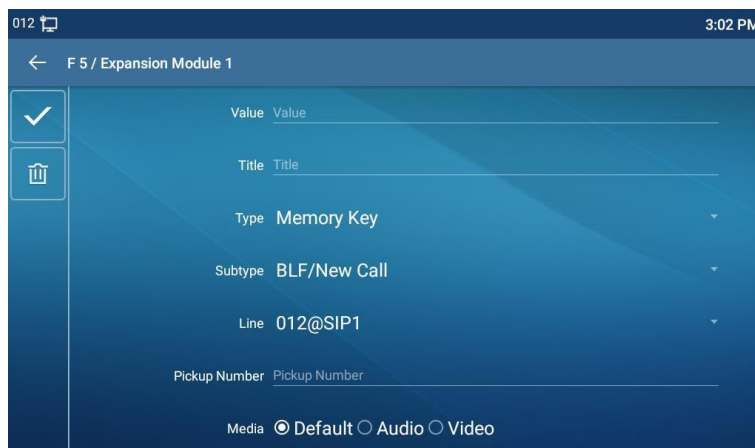 012 3:02 PM
F 5 / Expansion Module 1
Value Value
Title Title
Type Memory Key
Subtype BLF/New Call
Line 012@SIP1
Pickup Number Pickup Number
Media Default Audio Video